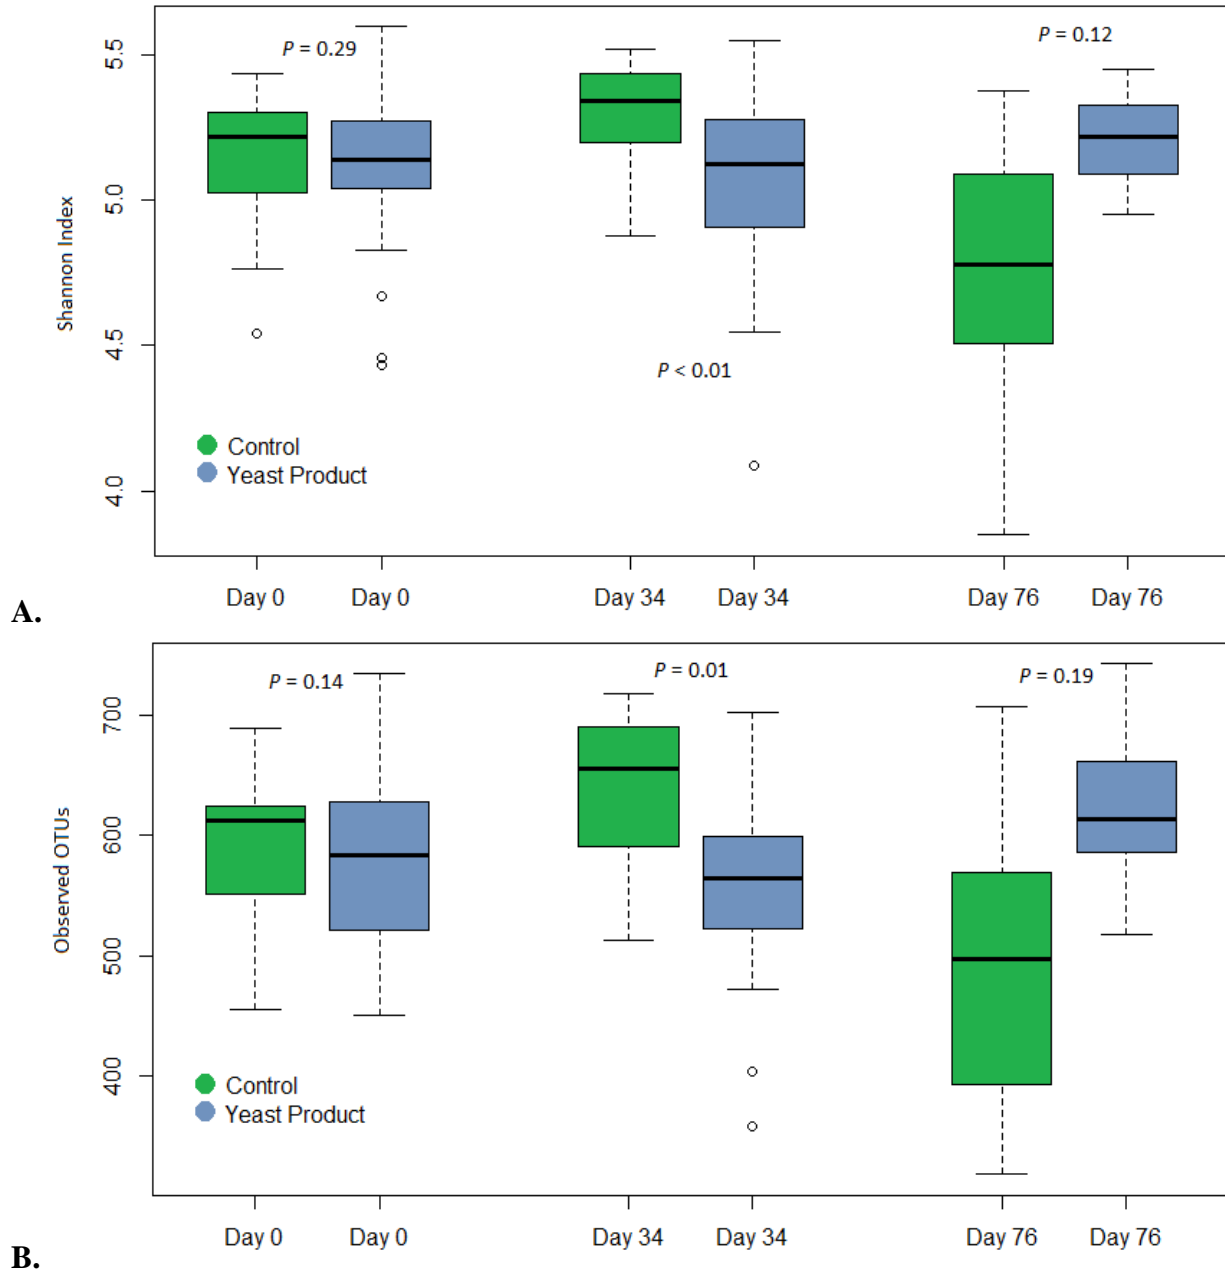 P = 0.29
P = 0.12
5.5
5.0
Shannon Index
4.5
P < 0.01
Control
Yeast Product
4.0
Day 0 Day 0 Day 34 Day 34 Day 76 Day 76
A.
P = 0.14
P = 0.01
P = 0.19
700
600
Observed OTUs
500
400
Control
Yeast Product
Day 0 Day 0 Day 34 Day 34 Day 76 Day 76
B.